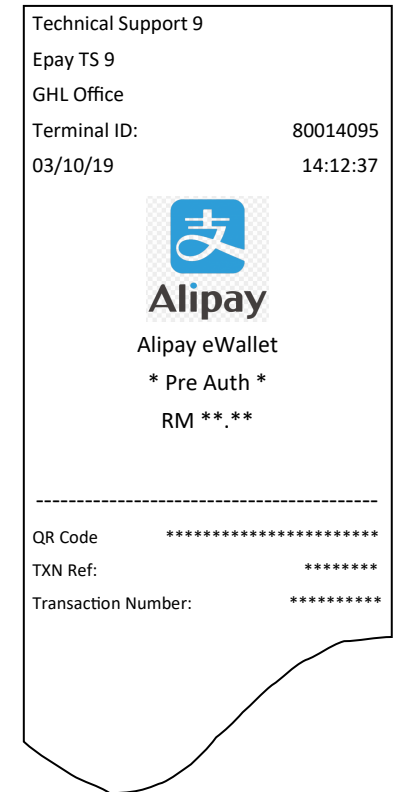 Technical Support 9
Epay TS 9
GHL Office
Terminal ID: 80014095
03/10/19 14:12:37
支
Alipay
Alipay eWallet
* Pre Auth *
RM **.**
---------------------------------------
QR Code ***********************
TXN Ref: ********
Transaction Number: **********